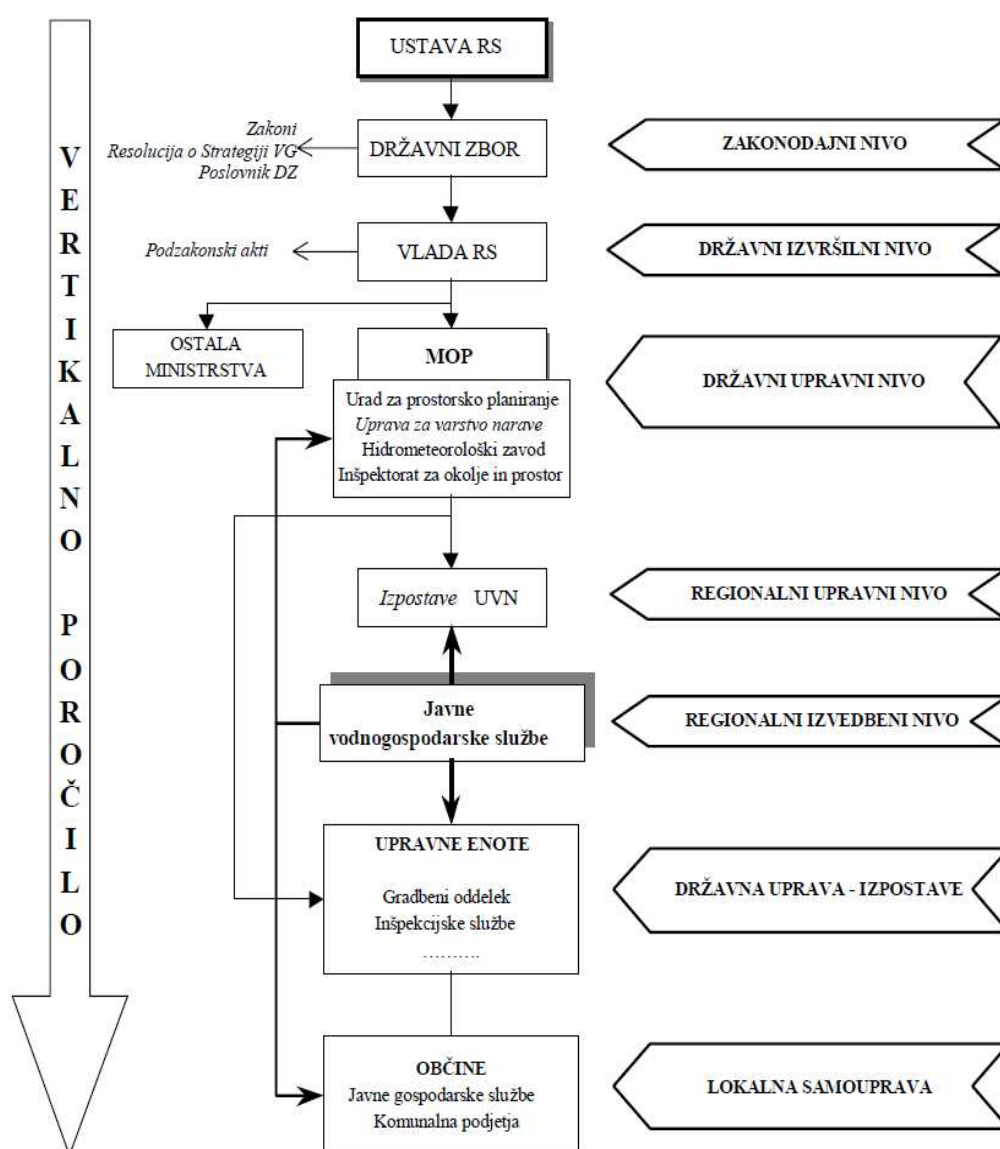 USTAVA RS
Zakoni
Resolucija o Strategiji VG
Poslovnik DZ
DRŽAVNI ZBOR
ZAKONODAJNI NIVO
Podzakonski akti
VLADA RS
DRŽAVNI IZVRŠILNI NIVO
OSTALA
MINISTRSTVA
MOP
Urad za prostorsko planiranje
Uprava za varstvo narave
Hidrometeorološki zavod
Inšpektorat za okolje in prostor
DRŽAVNI UPRAVNI NIVO
Izpostave UVN
REGIONALNI UPRAVNI NIVO
Javne
vodnogospodarske službe
REGIONALNI IZVEDBENI NIVO
UPRAVNE ENOTE
Gradbeni oddelek
Inšpekcijske službe
……….
DRŽAVNA UPRAVA - IZPOSTAVE
OBČINE
Javne gospodarske službe
Komunalna podjetja
LOKALNA SAMOUPRAVA
VERTIKALNO POROČILO